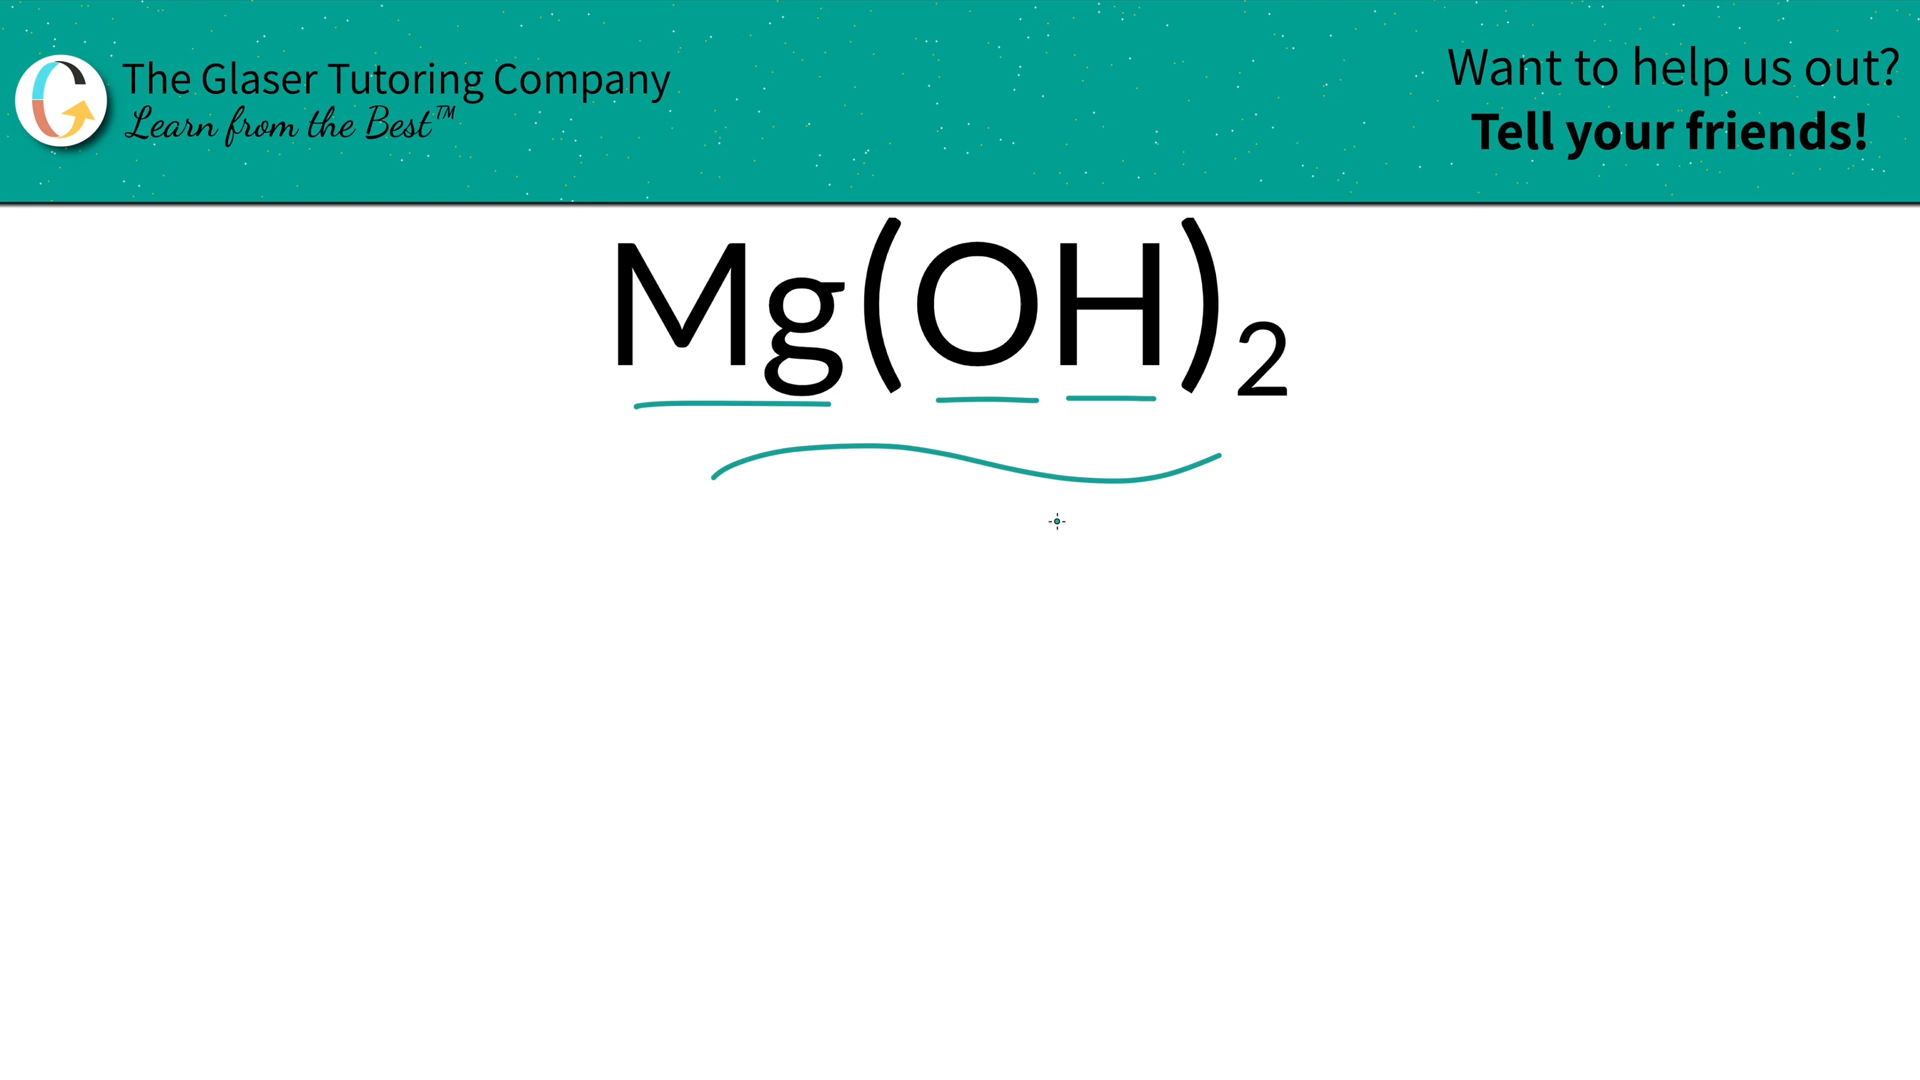 The Glaser Tutoring Company
Learn from the Best™
Want to help us out?
Tell your friends!
Mg(OH)₂